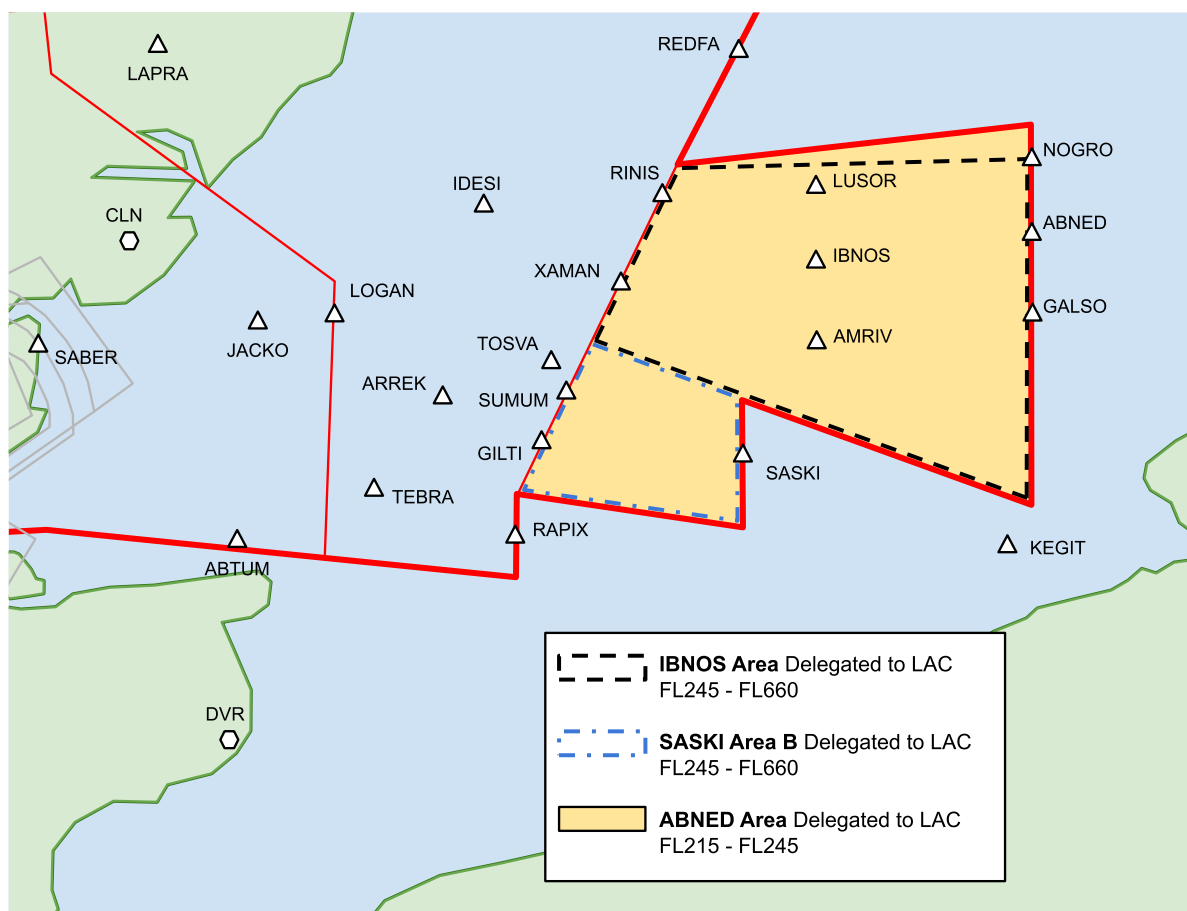 REDFA
LAPRA
NOGRO
RINIS
LUSOR
IDESI
CLN
ABNED
IBNOS
XAMAN
LOGAN
GALSO
JACKO
TOSVA
AMRIV
SABER
ARREK
SUMUM
GILTI
SASKI
TEBRA
RAPIX
KEGIT
ABTUM
DVR
IBNOS Area Delegated to LAC
FL245 - FL660
SASKI Area B Delegated to LAC
FL245 - FL660
ABNED Area Delegated to LAC
FL215 - FL245